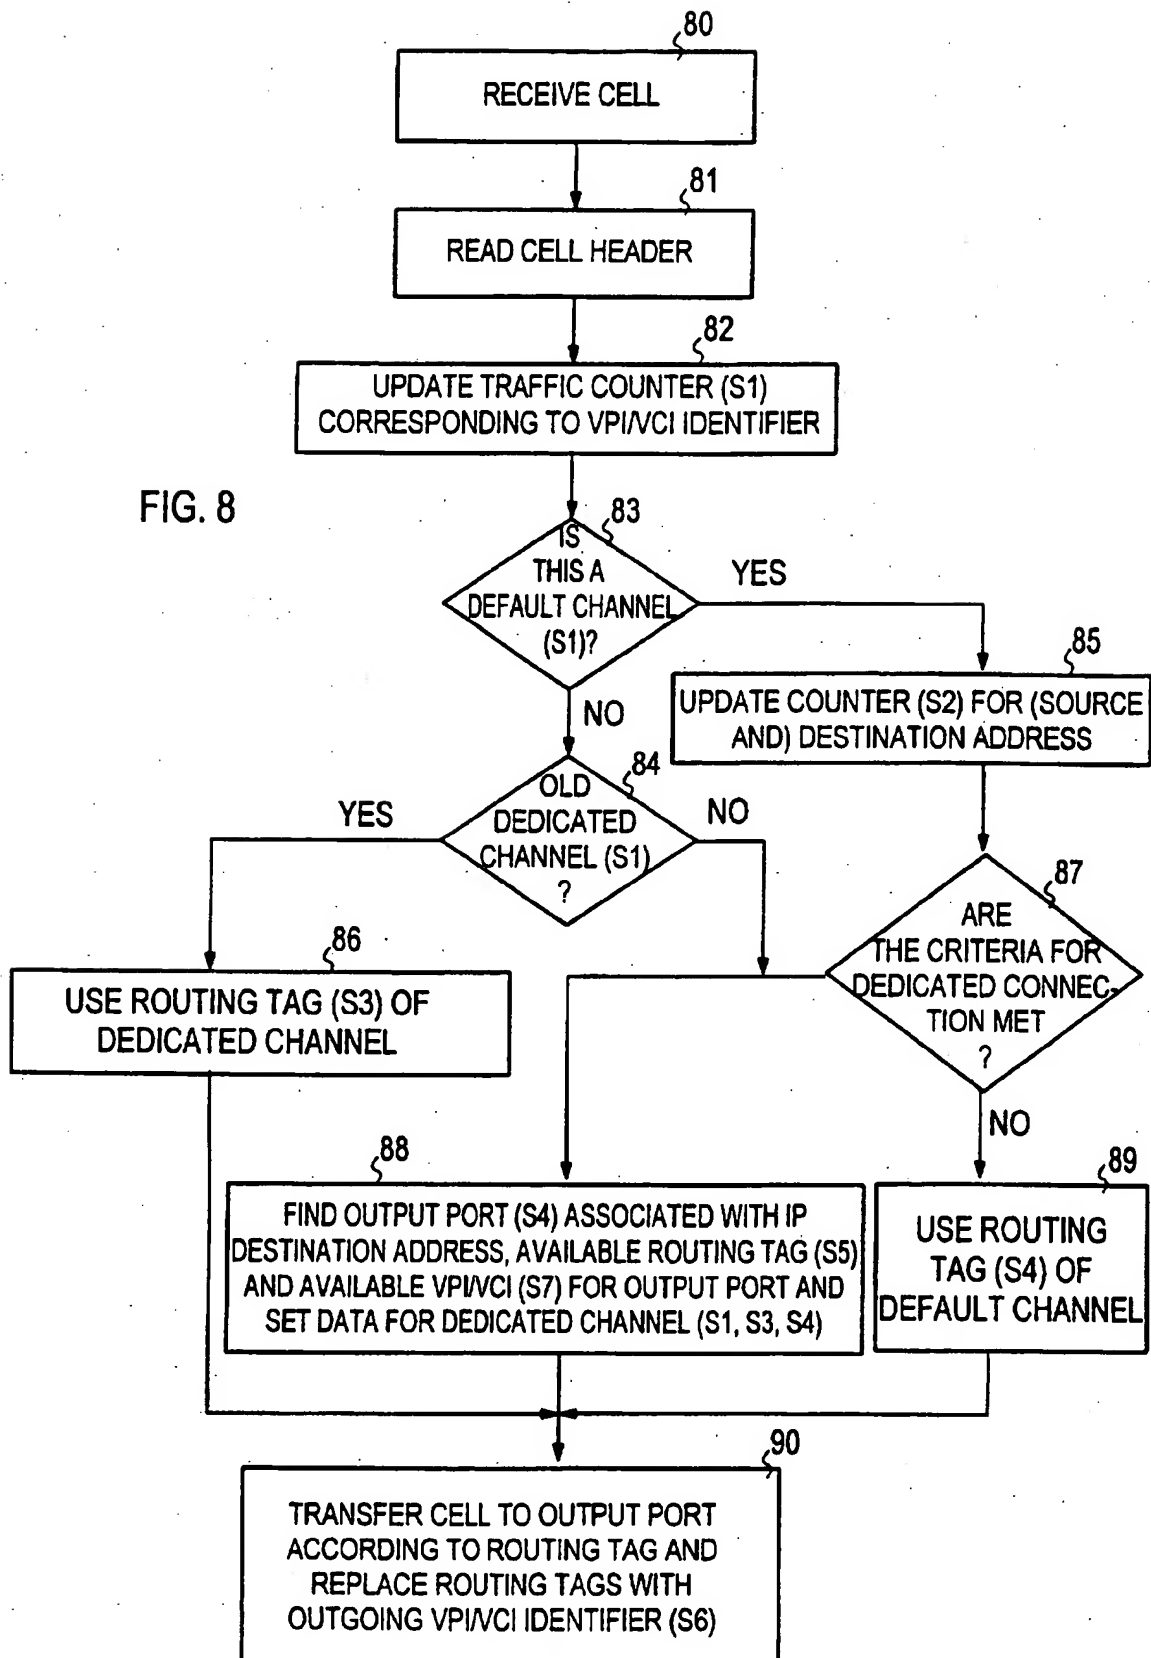 80
RECEIVE CELL
81
READ CELL HEADER
82
UPDATE TRAFFIC COUNTER (S1)
CORRESPONDING TO VPI/VCI IDENTIFIER
FIG. 8
83
IS
THIS A
DEFAULT CHANNEL
(S1)?
YES
NO
85
UPDATE COUNTER (S2) FOR (SOURCE
AND) DESTINATION ADDRESS
84
OLD
DEDICATED
CHANNEL (S1)
?
YES
NO
87
ARE
THE CRITERIA FOR
DEDICATED CONNEC-
TION MET
?
NO
86
USE ROUTING TAG (S3) OF
DEDICATED CHANNEL
88
FIND OUTPUT PORT (S4) ASSOCIATED WITH IP
DESTINATION ADDRESS, AVAILABLE ROUTING TAG (S5)
AND AVAILABLE VPI/VCI (S7) FOR OUTPUT PORT AND
SET DATA FOR DEDICATED CHANNEL (S1, S3, S4)
89
USE ROUTING
TAG (S4) OF
DEFAULT CHANNEL
90
TRANSFER CELL TO OUTPUT PORT
ACCORDING TO ROUTING TAG AND
REPLACE ROUTING TAGS WITH
OUTGOING VPI/VCI IDENTIFIER (S6)